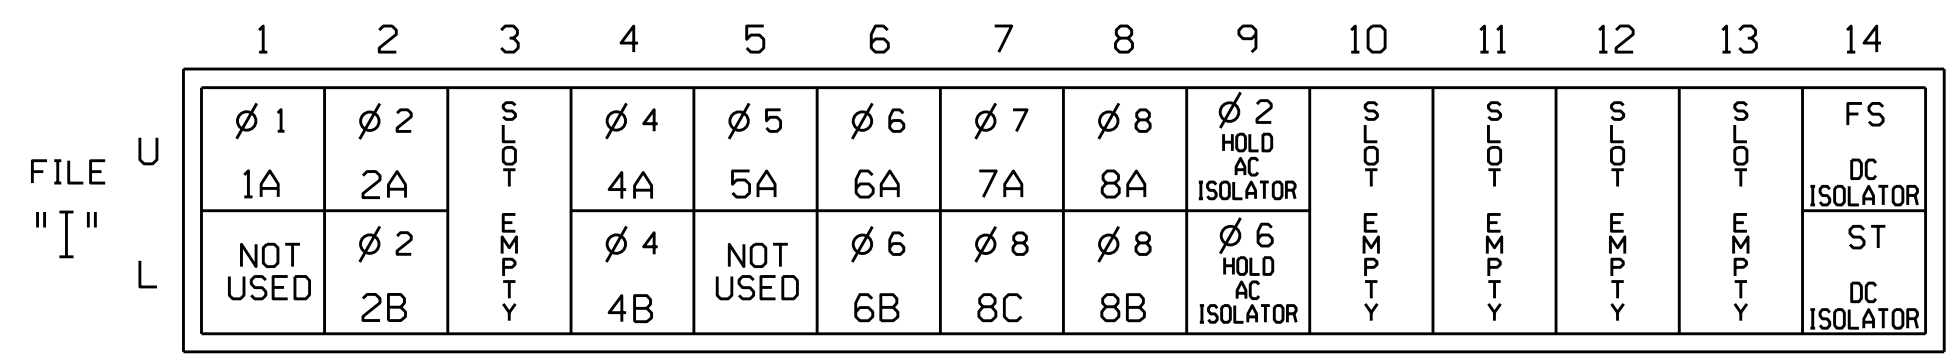 1 2 3 4 5 6 7 8 9 10 11 12 13 14
FILE
"I"
U
L
Ø 1
1A
NOT
USED
Ø 2
2A
Ø 2
2B
SLOT EMPTY
Ø 4
4A
Ø 4
4B
Ø 5
5A
NOT
USED
Ø 6
6A
Ø 6
6B
Ø 7
7A
Ø 8
8C
Ø 8
8A
Ø 8
8B
Ø 2
HOLD
AC
ISOLATOR
Ø 6
HOLD
AC
ISOLATOR
SLOT EMPTY
SLOT EMPTY
SLOT EMPTY
SLOT EMPTY
FS
DC
ISOLATOR
ST
DC
ISOLATOR